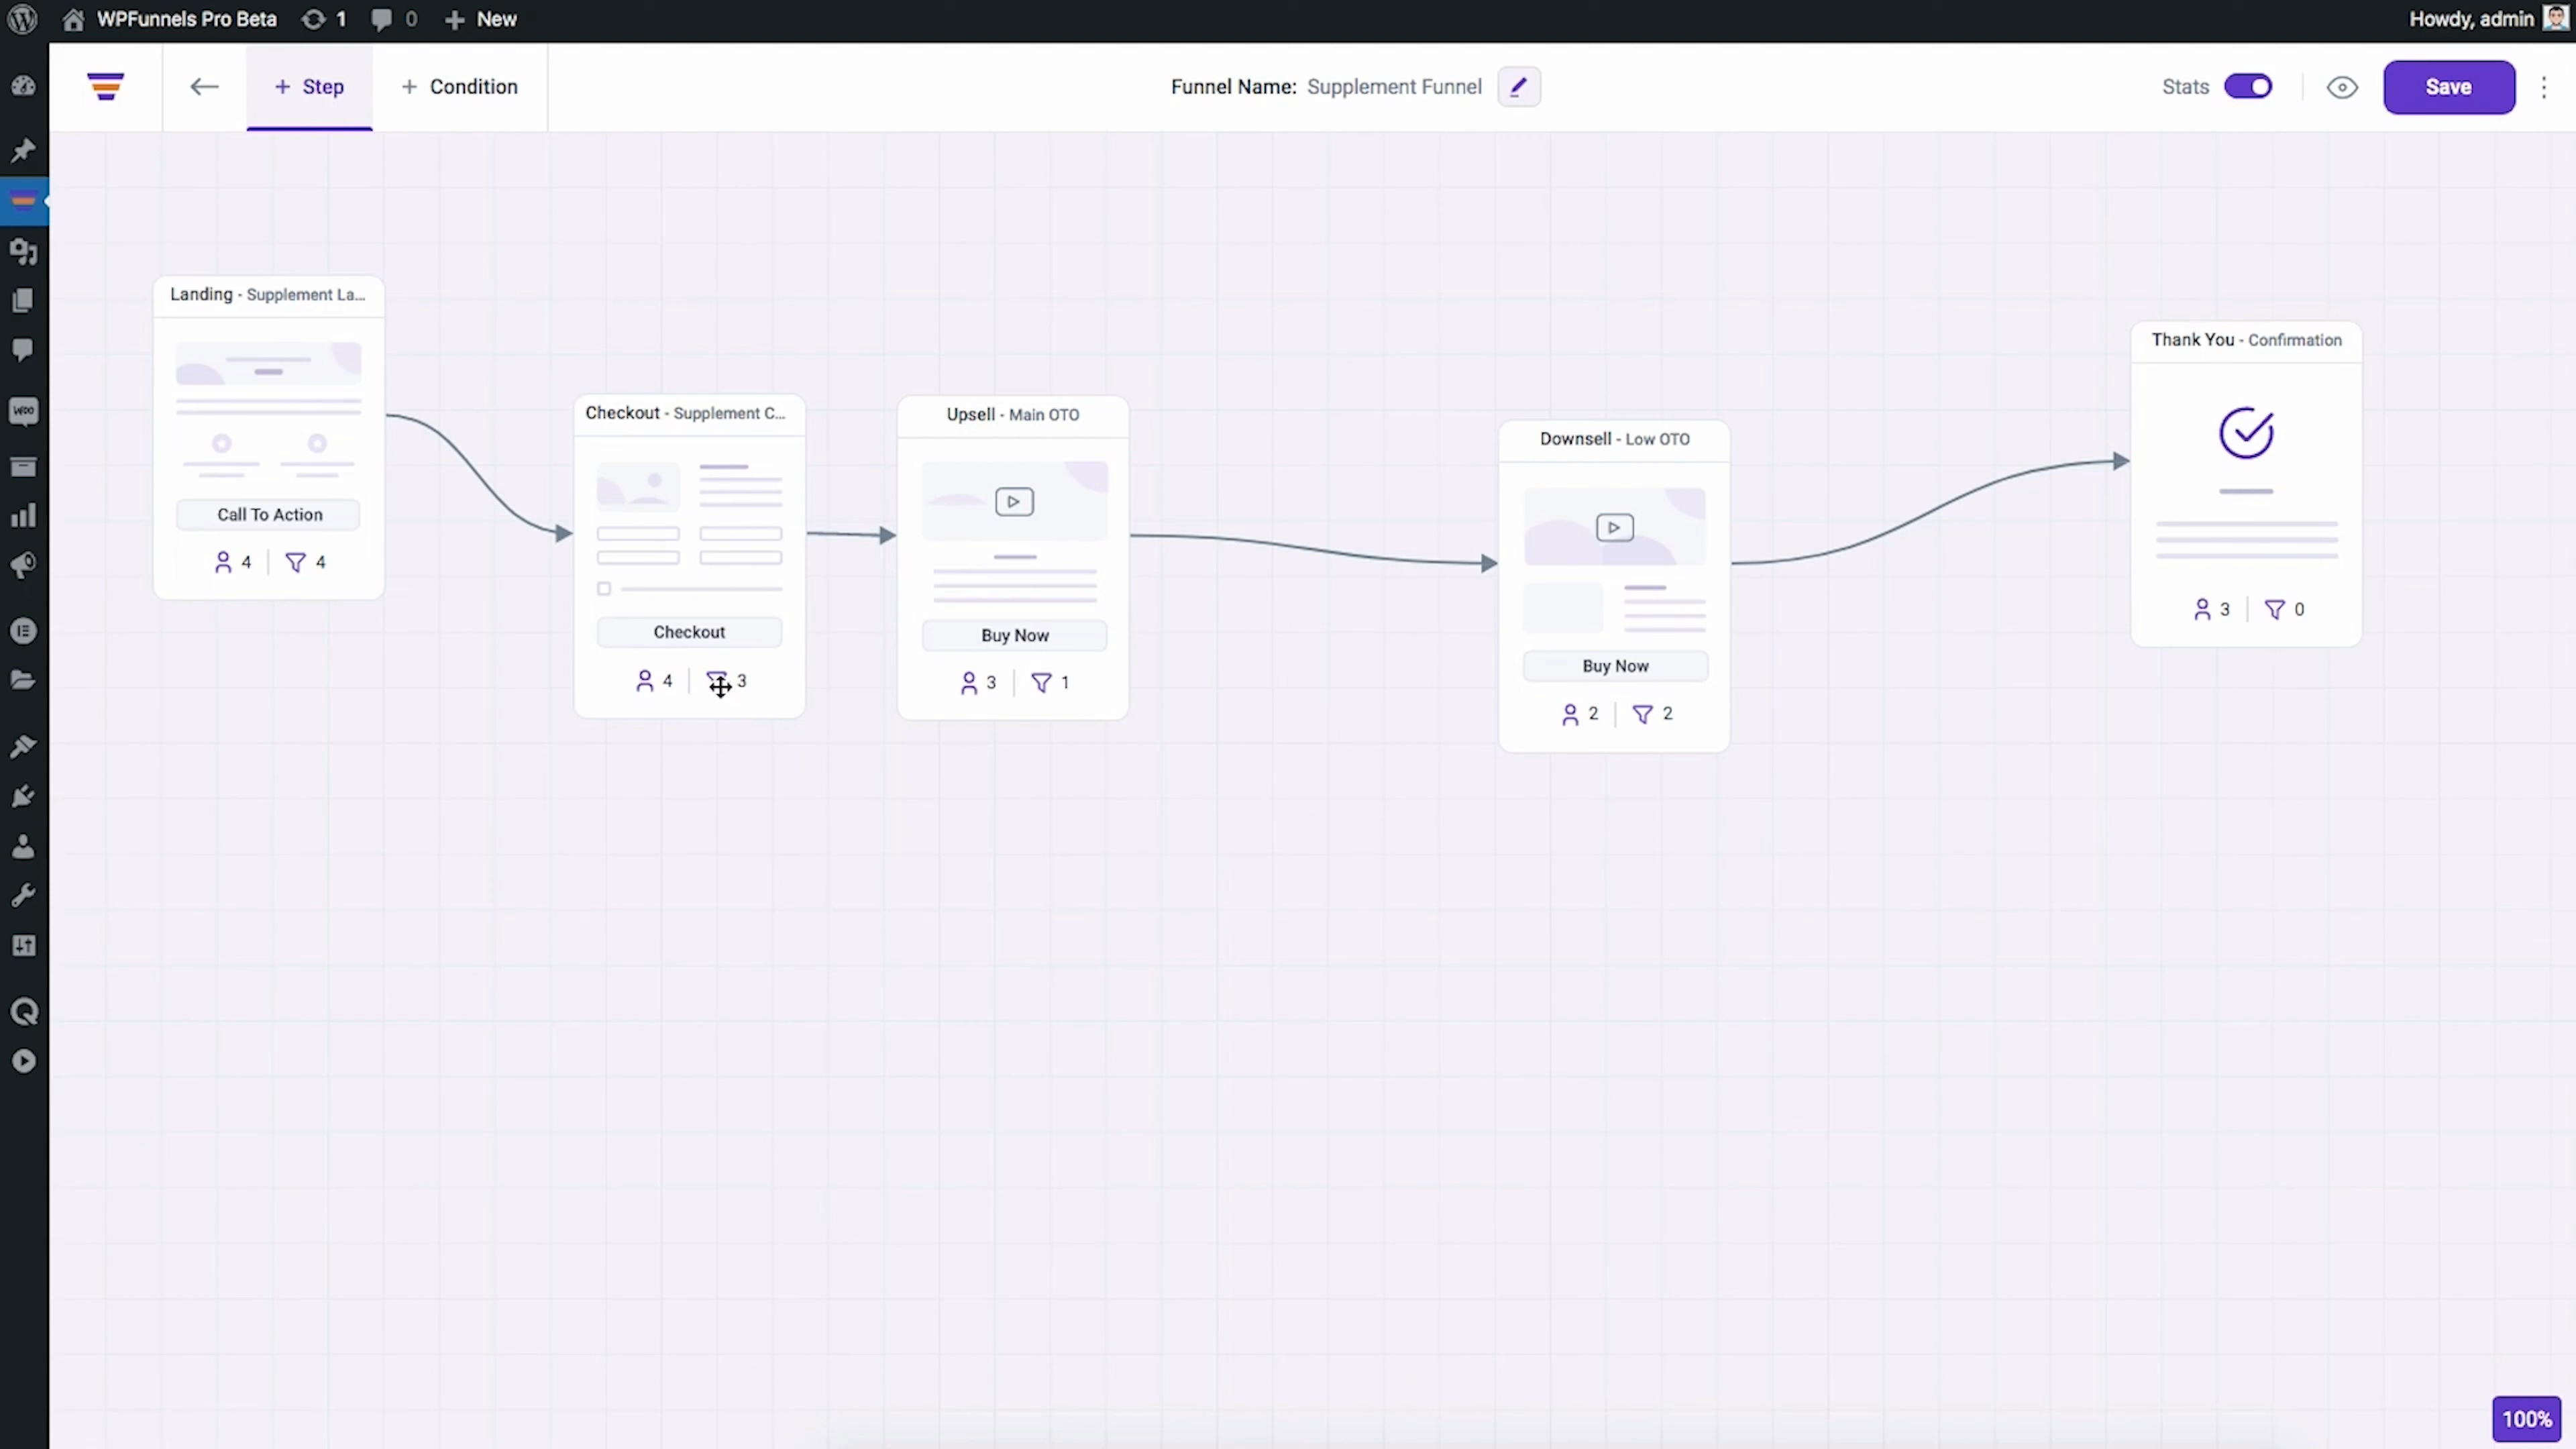 WPFunnels Pro Beta 1 0 New
Howdy, admin
Step
Condition
Funnel Name: Supplement Funnel
Stats
Save
Landing - Supplement La...
Call To Action
4 4
Checkout - Supplement C...
Checkout
4 3
Upsell - Main OTO
Buy Now
3 1
Downsell - Low OTO
Buy Now
2 2
Thank You - Confirmation
3 0
WOO
100%